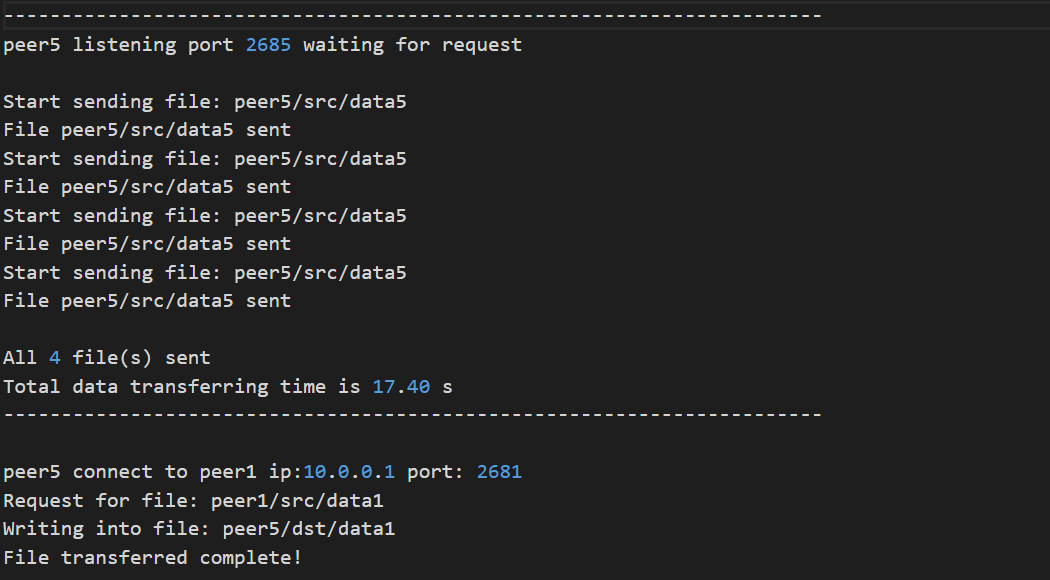 -----------------------------------------------------------------------
peer5 listening port 2685 waiting for request
Start sending file: peer5/src/data5
File peer5/src/data5 sent
Start sending file: peer5/src/data5
File peer5/src/data5 sent
Start sending file: peer5/src/data5
File peer5/src/data5 sent
Start sending file: peer5/src/data5
File peer5/src/data5 sent
All 4 file(s) sent
Total data transferring time is 17.40 s
-----------------------------------------------------------------------
peer5 connect to peer1 ip:10.0.0.1 port: 2681
Request for file: peer1/src/data1
Writing into file: peer5/dst/data1
File transferred complete!